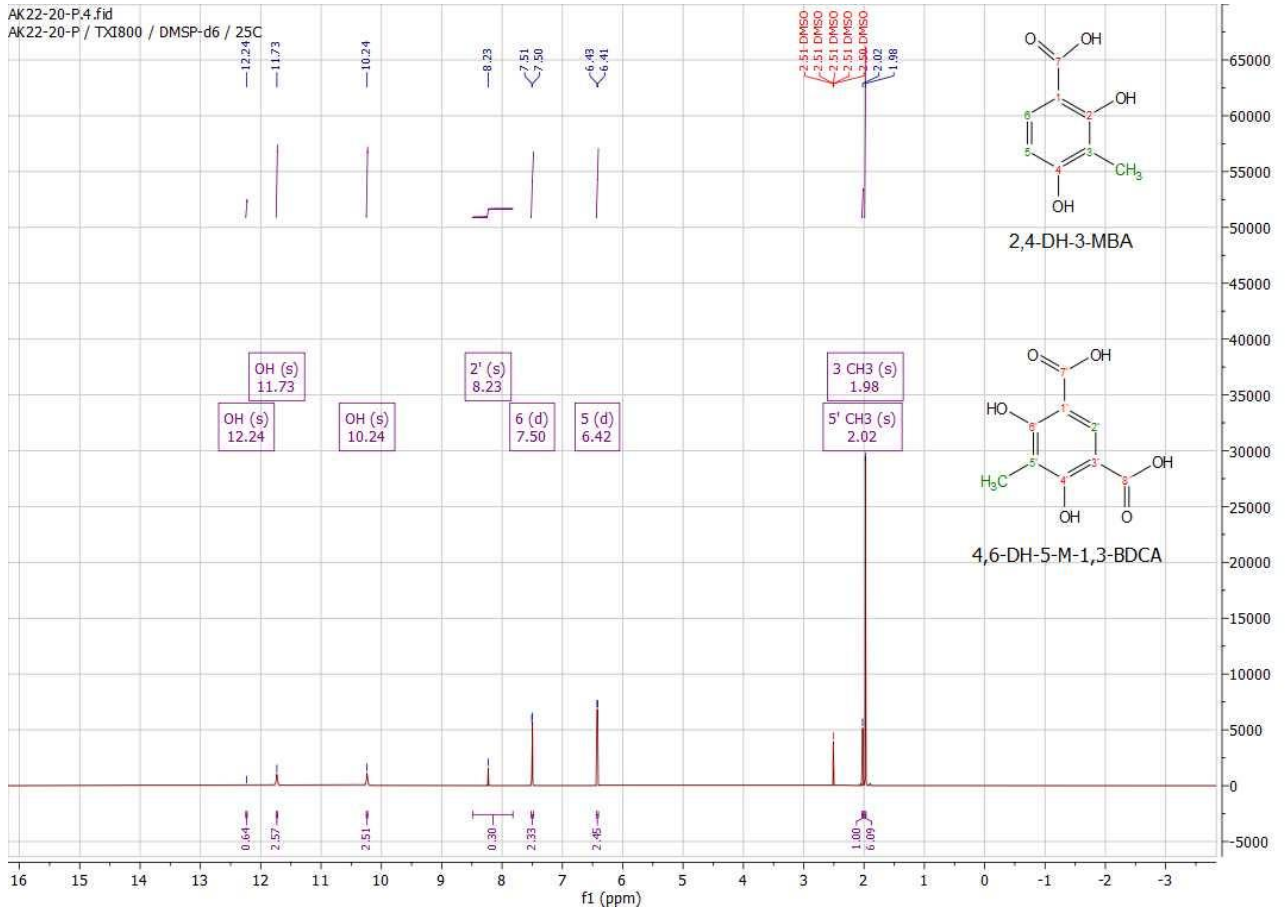 AK22-20-P.4.fid
AK22-20-P / TXI800 / DMSP-d6 / 25C
12.24
11.73
10.24
8.23
7.51
7.50
6.43
6.41
2.51 DMSO
2.51 DMSO
2.51 DMSO
2.51 DMSO
2.50 DMSO
2.02
1.98
O
OH
7
1
2
OH
3
CH3
4
OH
5
6
2,4-DH-3-MBA
OH (s)
11.73
OH (s)
12.24
OH (s)
10.24
2' (s)
8.23
6 (d)
7.50
5 (d)
6.42
3 CH3 (s)
1.98
5' CH3 (s)
2.02
O
OH
7'
HO
1'
6'
2'
5'
3'
H3C
4'
8
OH
OH
O
4,6-DH-5-M-1,3-BDCA
65000
60000
55000
50000
45000
40000
35000
30000
25000
20000
15000
10000
5000
0
-5000
0.64
2.57
2.51
0.30
2.33
2.45
1.00
6.09
16 15 14 13 12 11 10 9 8 7 6 5 4 3 2 1 0 -1 -2 -3
f1 (ppm)